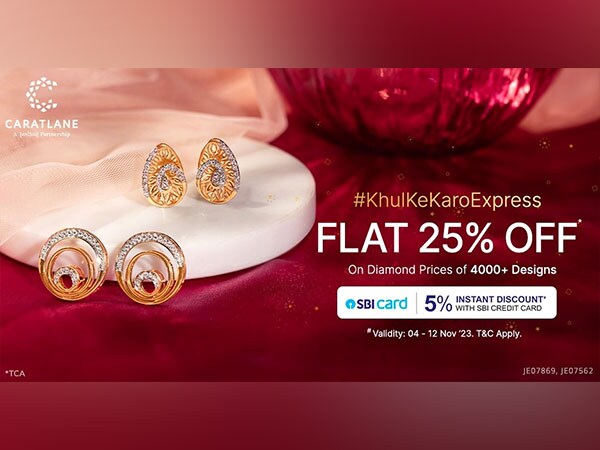 CARATLANE
A Tanishq Partnership
#KhulKeKaroExpress
FLAT 25% OFF*
On Diamond Prices of 4000+ Designs
SBI card
5% INSTANT DISCOUNT*
WITH SBI CREDIT CARD
#Validity: 04 - 12 Nov '23. T&C Apply.
*TCA
JE07869, JE07562